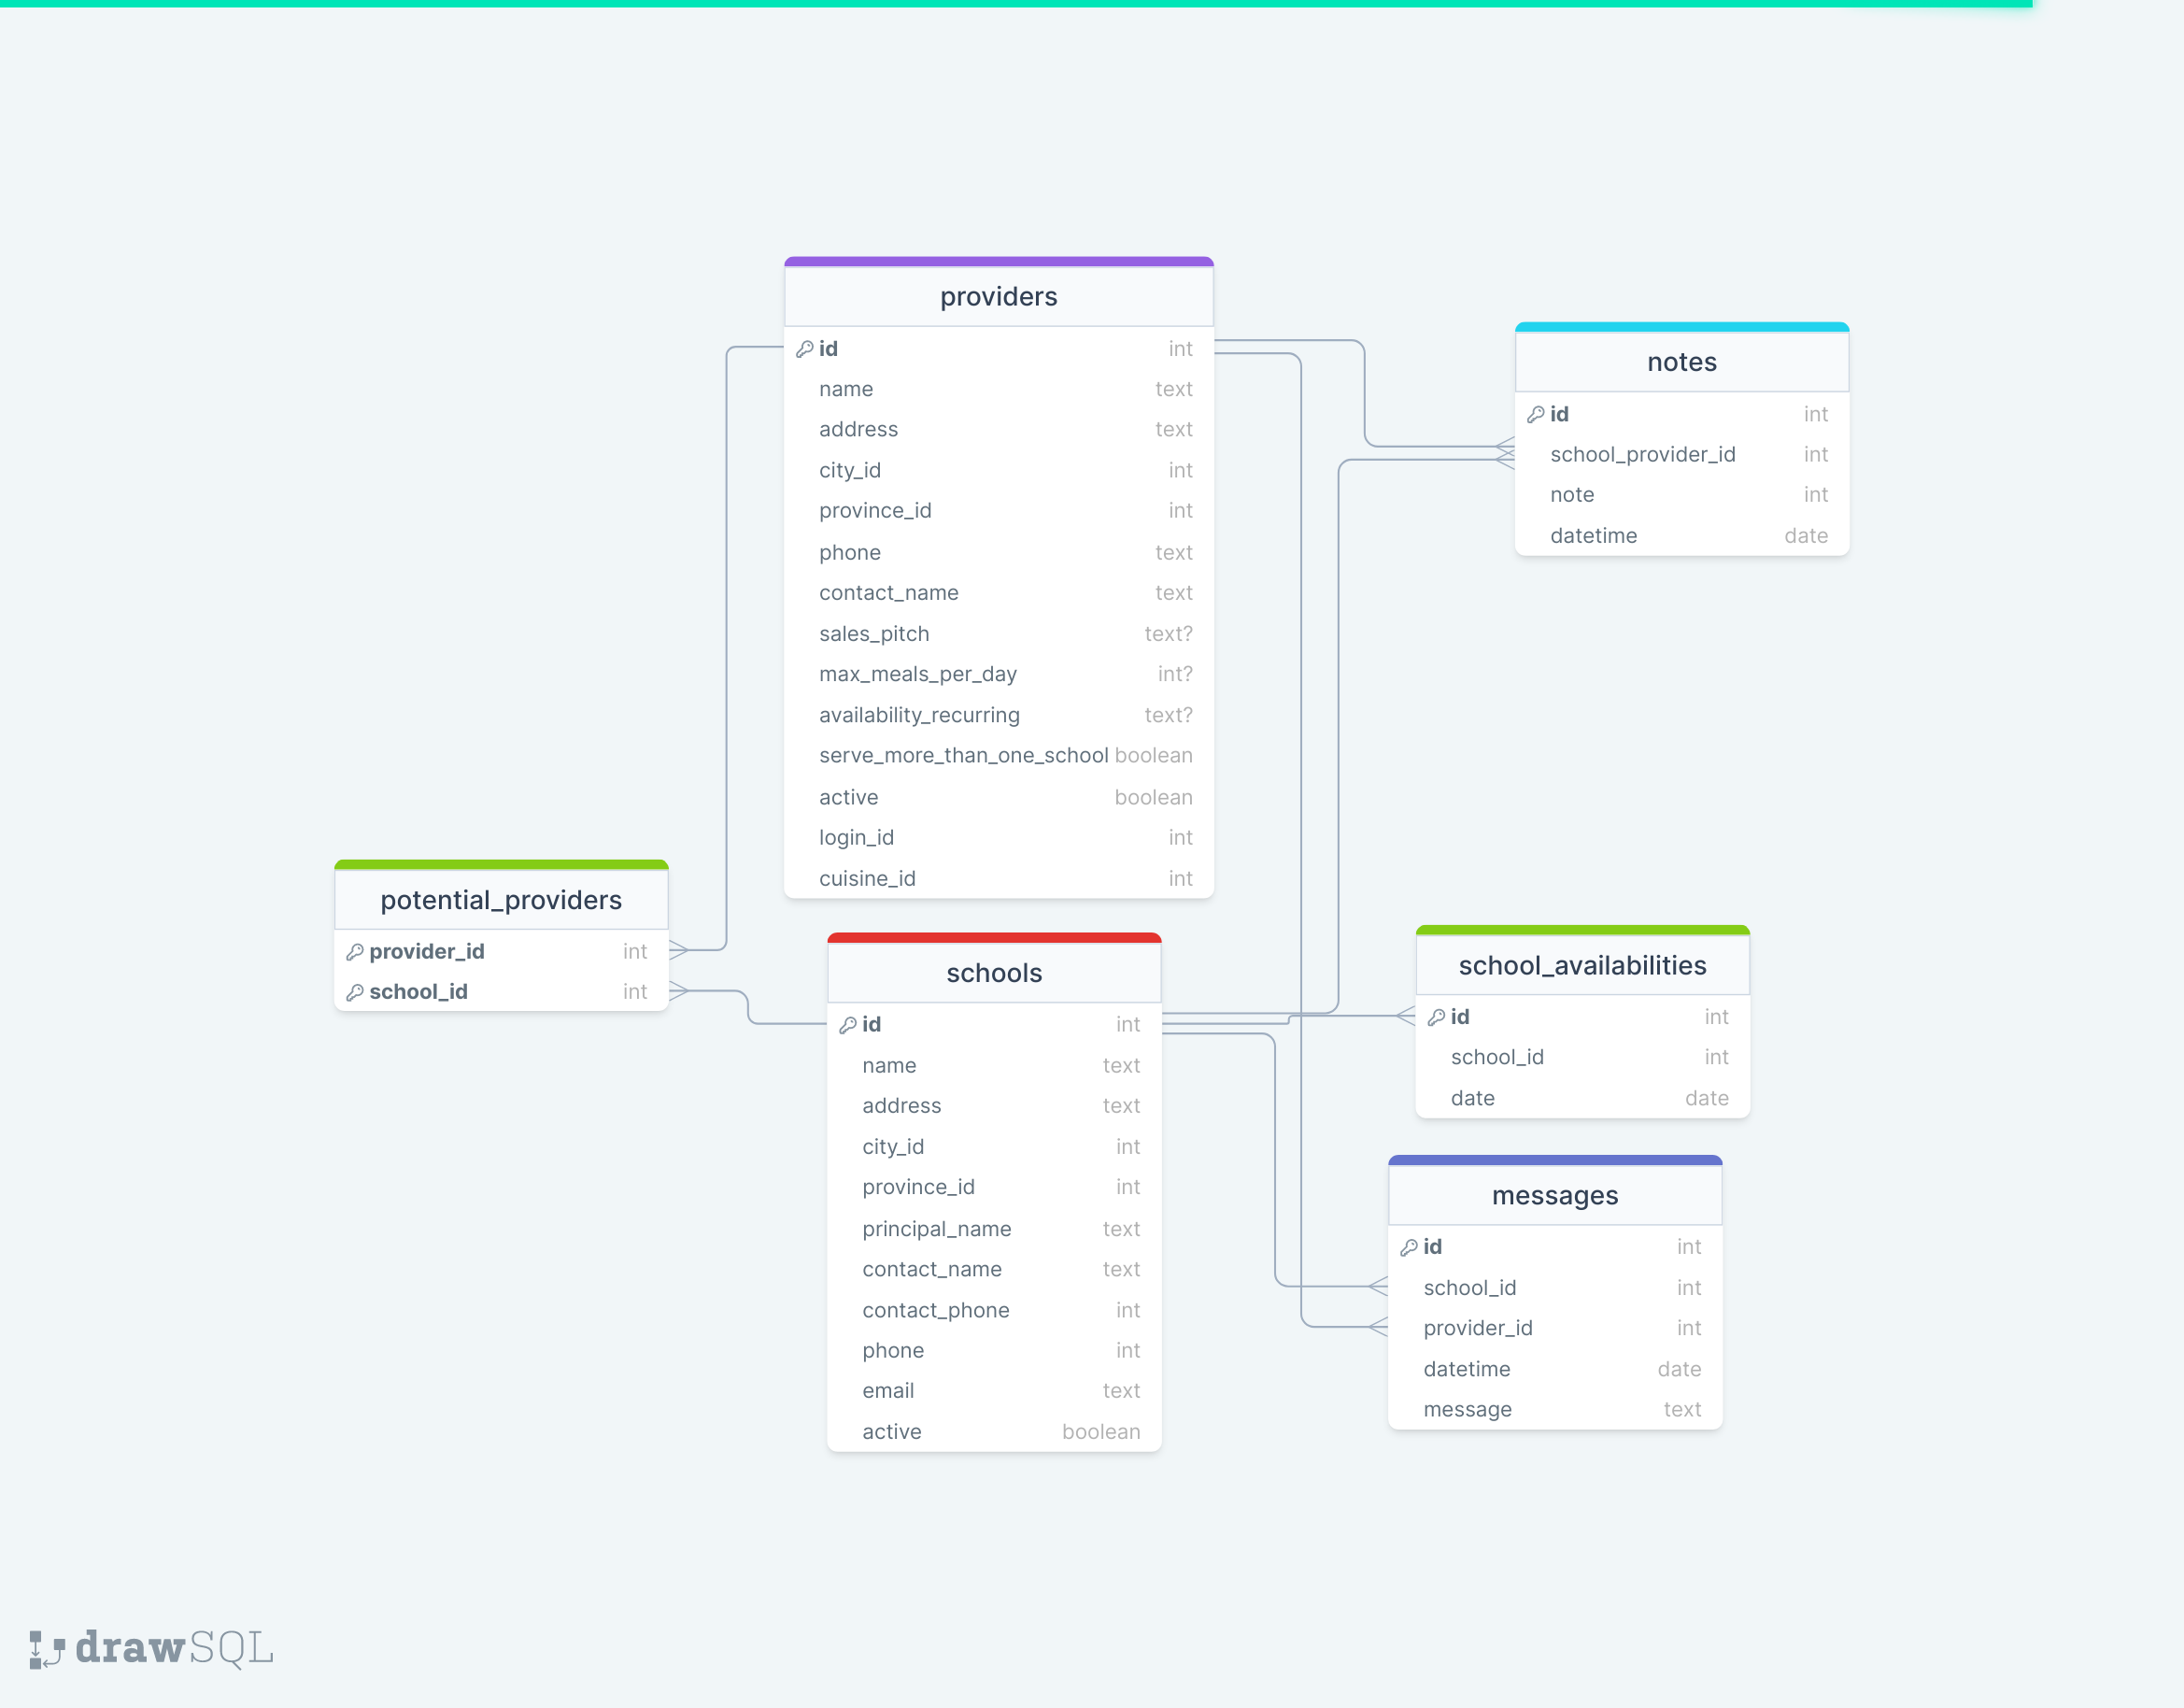 providers
id int
name text
address text
city_id int
province_id int
phone text
contact_name text
sales_pitch text?
max_meals_per_day int?
availability_recurring text?
serve_more_than_one_school boolean
active boolean
login_id int
cuisine_id int
notes
id int
school_provider_id int
note int
datetime date
potential_providers
provider_id int
school_id int
schools
id int
name text
address text
city_id int
province_id int
principal_name text
contact_name text
contact_phone int
phone int
email text
active boolean
school_availabilities
id int
school_id int
date date
messages
id int
school_id int
provider_id int
datetime date
message text
drawSQL